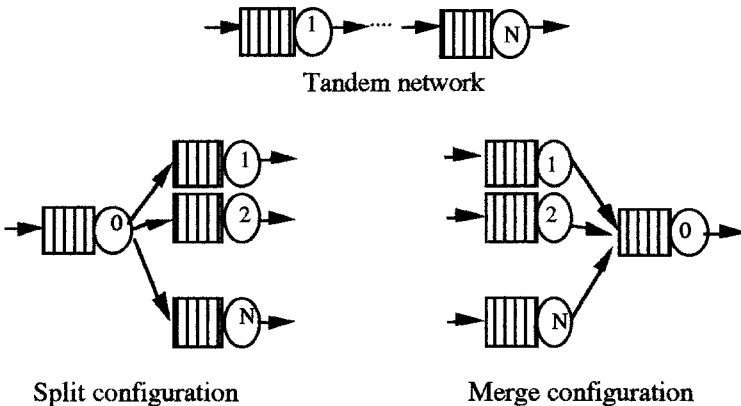 1
N
Tandem network
1
2
0
N
1
2
0
N
Split configuration
Merge configuration